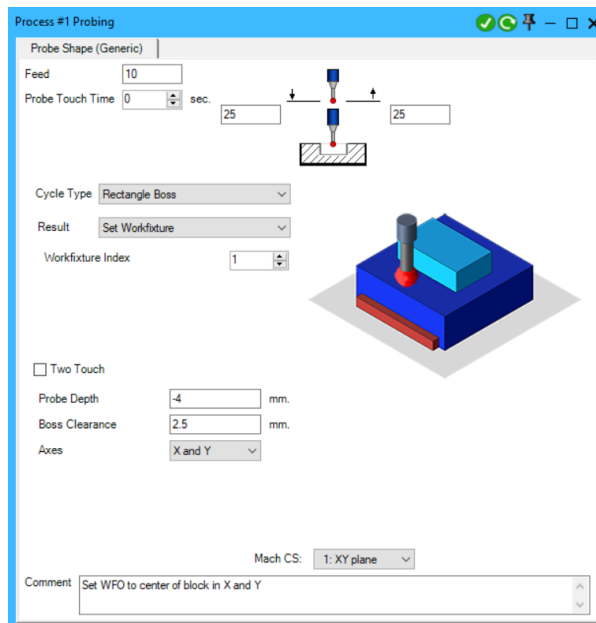 Process #1 Probing
Probe Shape (Generic)
Feed 10
Probe Touch Time 0 sec.
25 25
Cycle Type Rectangle Boss
Result Set Workfixture
Workfixture Index 1
Two Touch
Probe Depth -4 mm.
Boss Clearance 2.5 mm.
Axes X and Y
Mach CS: 1: XY plane
Comment Set WFO to center of block in X and Y